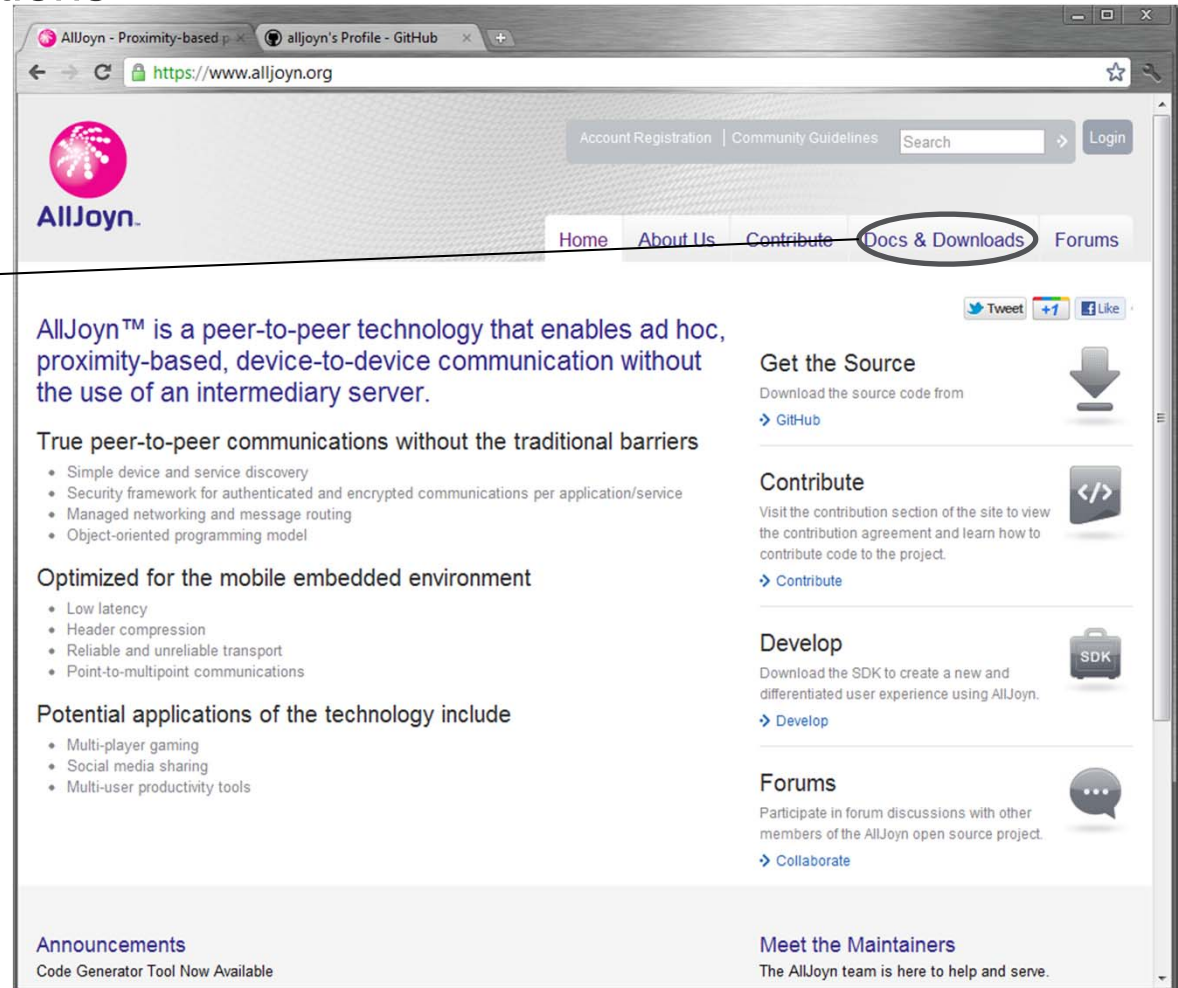 AllJoyn - Proximity-based p
alljoyn's Profile - GitHub
https://www.alljoyn.org
Account Registration | Community Guidelines
Search
Login
AllJoyn
Home
About Us
Contribute
Docs & Downloads
Forums
Tweet
+1
Like
AllJoyn™ is a peer-to-peer technology that enables ad hoc,
proximity-based, device-to-device communication without
the use of an intermediary server.
True peer-to-peer communications without the traditional barriers
• Simple device and service discovery
• Security framework for authenticated and encrypted communications per application/service
• Managed networking and message routing
• Object-oriented programming model
Optimized for the mobile embedded environment
• Low latency
• Header compression
• Reliable and unreliable transport
• Point-to-multipoint communications
Potential applications of the technology include
• Multi-player gaming
• Social media sharing
• Multi-user productivity tools
Get the Source
Download the source code from
GitHub
Contribute
Visit the contribution section of the site to view
the contribution agreement and learn how to
contribute code to the project.
</>
Contribute
Develop
Download the SDK to create a new and
differentiated user experience using AllJoyn.
SDK
Develop
Forums
Participate in forum discussions with other
members of the AllJoyn open source project.
Collaborate
Announcements
Code Generator Tool Now Available
Meet the Maintainers
The AllJoyn team is here to help and serve.